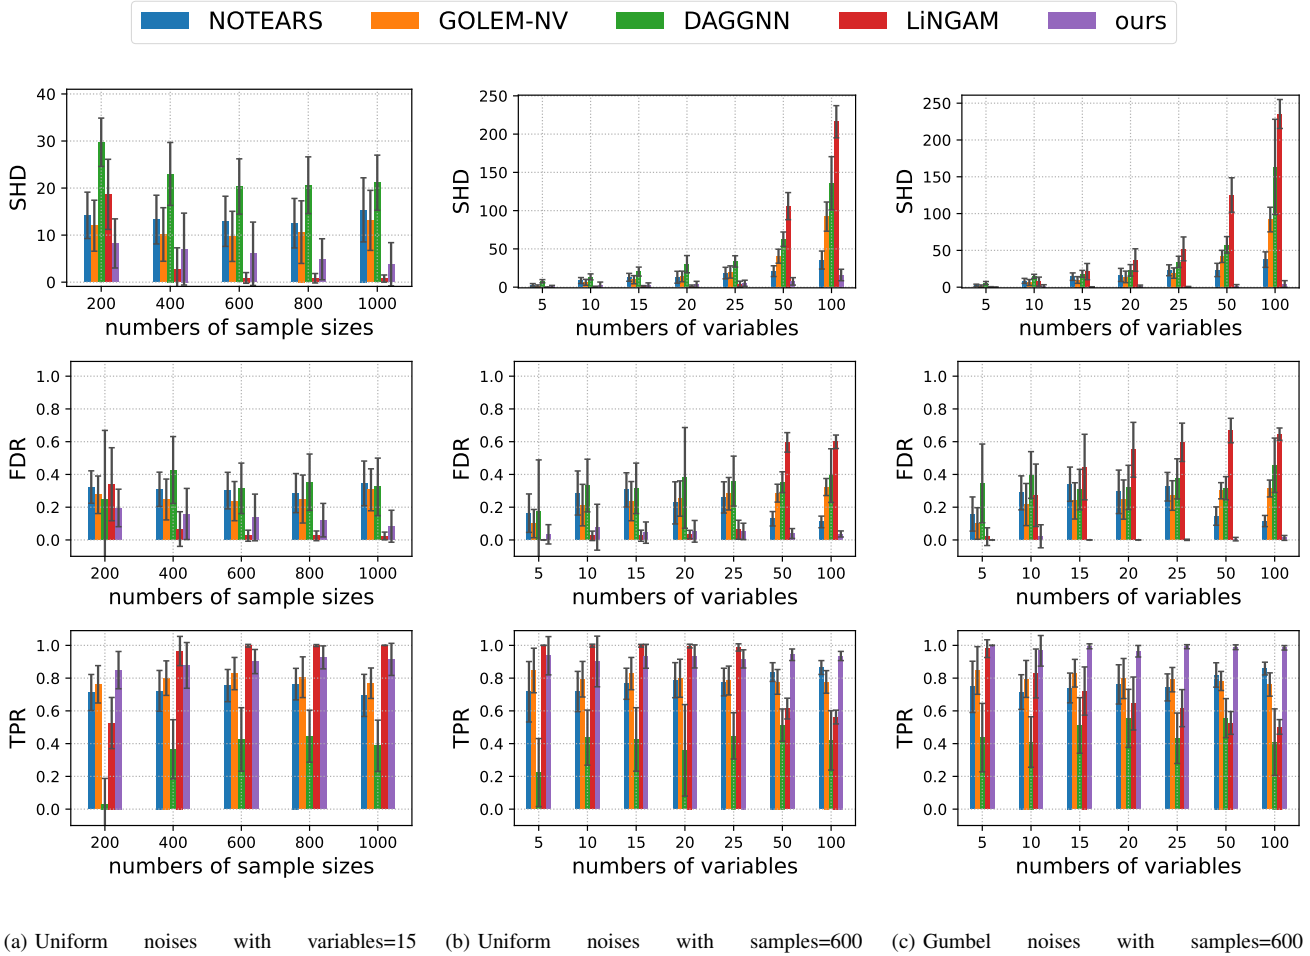 NOTEARS GOLEM-NV DAGGNN LiNGAM ours
SHD
40
30
20
10
0
200 400 600 800 1000
numbers of sample sizes
SHD
250
200
150
100
50
0
5 10 15 20 25 50 100
numbers of variables
SHD
250
200
150
100
50
0
5 10 15 20 25 50 100
numbers of variables
FDR
1.0
0.8
0.6
0.4
0.2
0.0
200 400 600 800 1000
numbers of sample sizes
FDR
1.0
0.8
0.6
0.4
0.2
0.0
5 10 15 20 25 50 100
numbers of variables
FDR
1.0
0.8
0.6
0.4
0.2
0.0
5 10 15 20 25 50 100
numbers of variables
TPR
1.0
0.8
0.6
0.4
0.2
0.0
200 400 600 800 1000
numbers of sample sizes
TPR
1.0
0.8
0.6
0.4
0.2
0.0
5 10 15 20 25 50 100
numbers of variables
TPR
1.0
0.8
0.6
0.4
0.2
0.0
5 10 15 20 25 50 100
numbers of variables
(a) Uniform noises with variables=15
(b) Uniform noises with samples=600
(c) Gumbel noises with samples=600